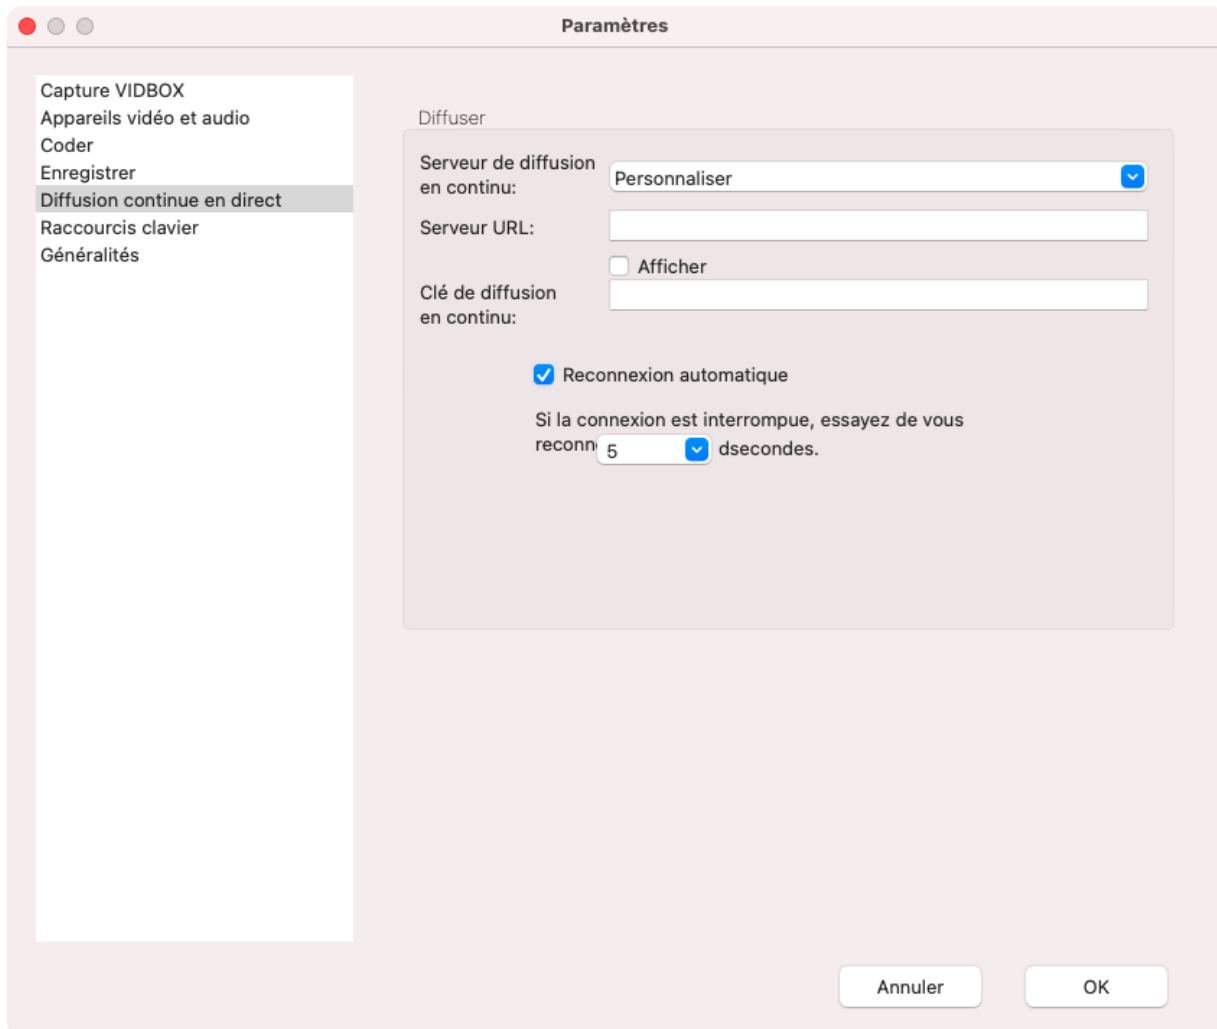 Paramètres
Capture VIDBOX
Appareils vidéo et audio
Coder
Enregistrer
Diffusion continue en direct
Raccourcis clavier
Généralités
Diffuser
Serveur de diffusion
en continu:
Personnaliser
Serveur URL:
Afficher
Clé de diffusion
en continu:
Reconnexion automatique
Si la connexion est interrompue, essayez de vous
reconn 5 dsecondes.
Annuler
OK